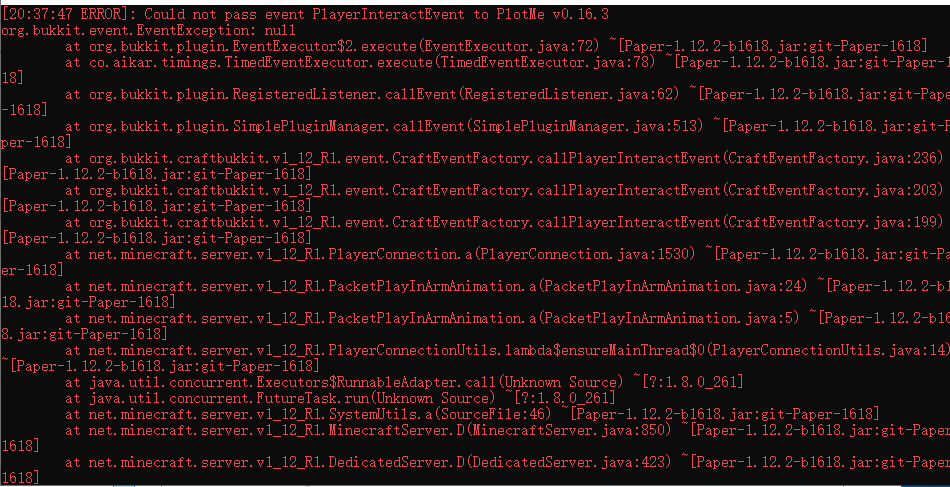 [20:37:47 ERROR]: Could not pass event PlayerInteractEvent to PlotMe v0.16.3
org.bukkit.event.EventException: null
        at org.bukkit.plugin.EventExecutor$2.execute(EventExecutor.java:72) ~[Paper-1.12.2-b1618.jar:git-Paper-1618]
        at co.aikar.timings.TimedEventExecutor.execute(TimedEventExecutor.java:78) ~[Paper-1.12.2-b1618.jar:git-Paper-1
18]
        at org.bukkit.plugin.RegisteredListener.callEvent(RegisteredListener.java:62) ~[Paper-1.12.2-b1618.jar:git-Pape
-1618]
        at org.bukkit.plugin.SimplePluginManager.callEvent(SimplePluginManager.java:513) ~[Paper-1.12.2-b1618.jar:git-P
per-1618]
        at org.bukkit.craftbukkit.v1_12_R1.event.CraftEventFactory.callPlayerInteractEvent(CraftEventFactory.java:236)
[Paper-1.12.2-b1618.jar:git-Paper-1618]
        at org.bukkit.craftbukkit.v1_12_R1.event.CraftEventFactory.callPlayerInteractEvent(CraftEventFactory.java:203)
[Paper-1.12.2-b1618.jar:git-Paper-1618]
        at org.bukkit.craftbukkit.v1_12_R1.event.CraftEventFactory.callPlayerInteractEvent(CraftEventFactory.java:199)
[Paper-1.12.2-b1618.jar:git-Paper-1618]
        at net.minecraft.server.v1_12_R1.PlayerConnection.a(PlayerConnection.java:1530) ~[Paper-1.12.2-b1618.jar:git-Pa
er-1618]
        at net.minecraft.server.v1_12_R1.PacketPlayInArmAnimation.a(PacketPlayInArmAnimation.java:24) ~[Paper-1.12.2-b1
18.jar:git-Paper-1618]
        at net.minecraft.server.v1_12_R1.PacketPlayInArmAnimation.a(PacketPlayInArmAnimation.java:5) ~[Paper-1.12.2-b16
8.jar:git-Paper-1618]
        at net.minecraft.server.v1_12_R1.PlayerConnectionUtils.lambda$ensureMainThread$0(PlayerConnectionUtils.java:14)
~[Paper-1.12.2-b1618.jar:git-Paper-1618]
        at java.util.concurrent.Executors$RunnableAdapter.call(Unknown Source) ~[?:1.8.0_261]
        at java.util.concurrent.FutureTask.run(Unknown Source) ~[?:1.8.0_261]
        at net.minecraft.server.v1_12_R1.SystemUtils.a(SourceFile:46) ~[Paper-1.12.2-b1618.jar:git-Paper-1618]
        at net.minecraft.server.v1_12_R1.MinecraftServer.D(MinecraftServer.java:850) ~[Paper-1.12.2-b1618.jar:git-Paper
1618]
        at net.minecraft.server.v1_12_R1.DedicatedServer.D(DedicatedServer.java:423) ~[Paper-1.12.2-b1618.jar:git-Paper
1618]